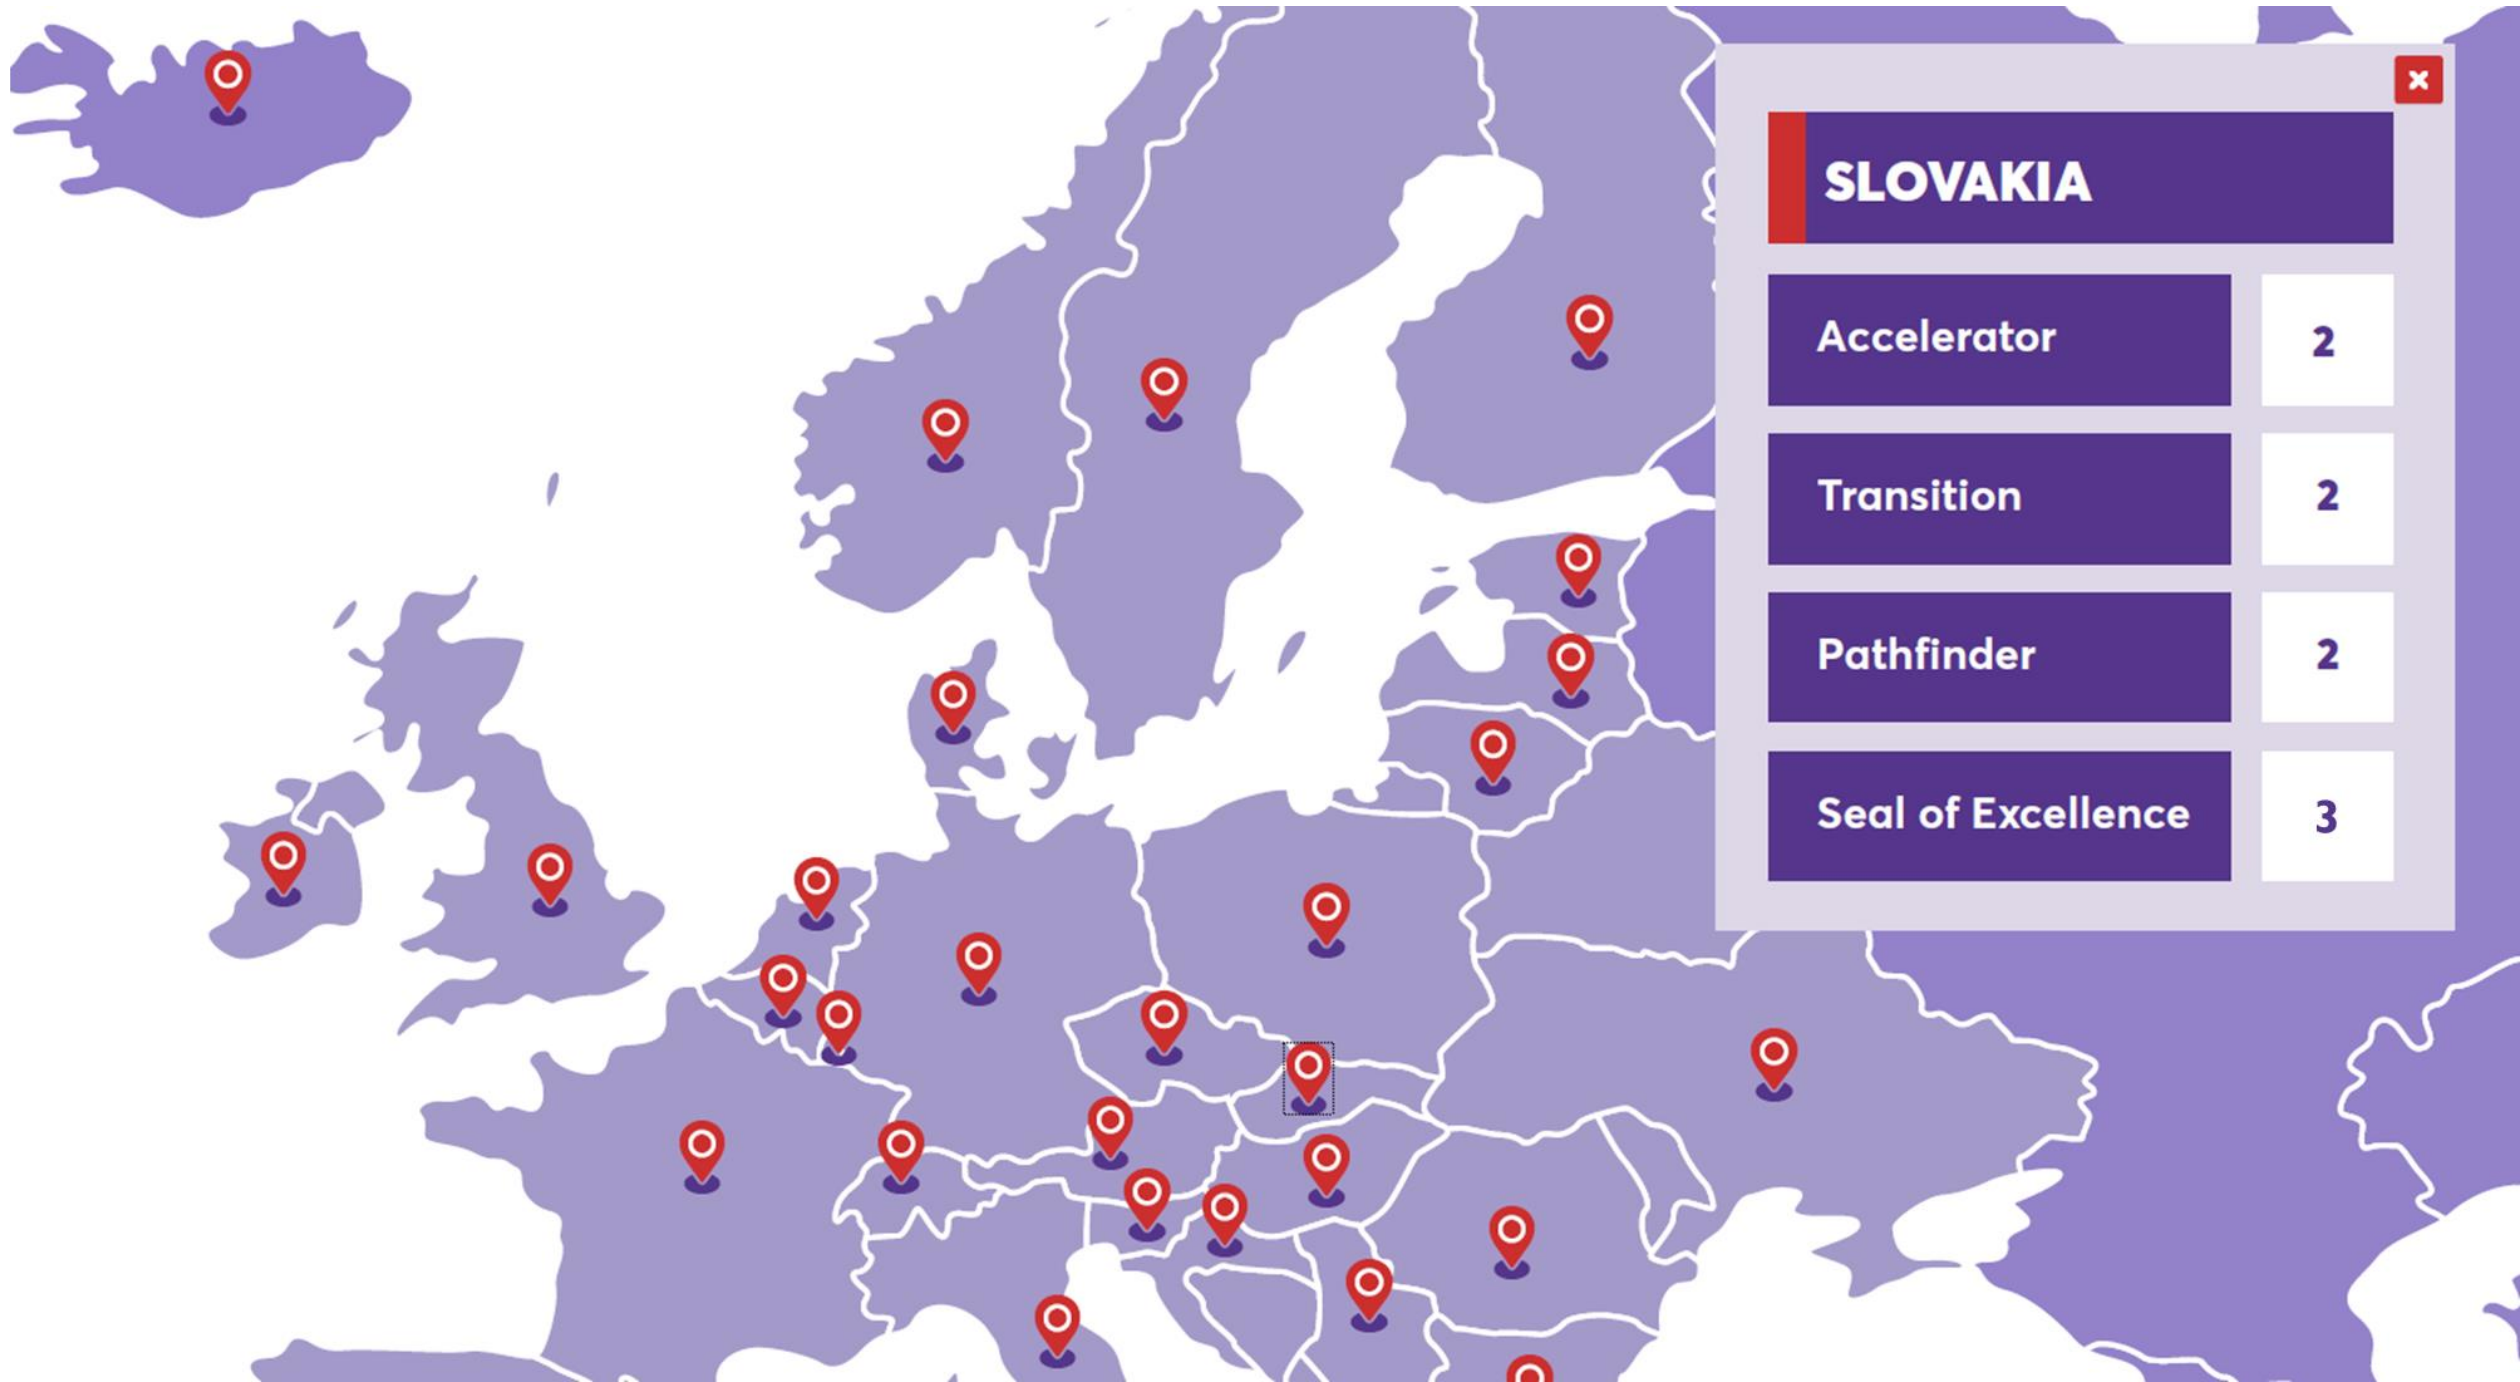 SLOVAKIA
Accelerator 2
Transition 2
Pathfinder 2
Seal of Excellence 3